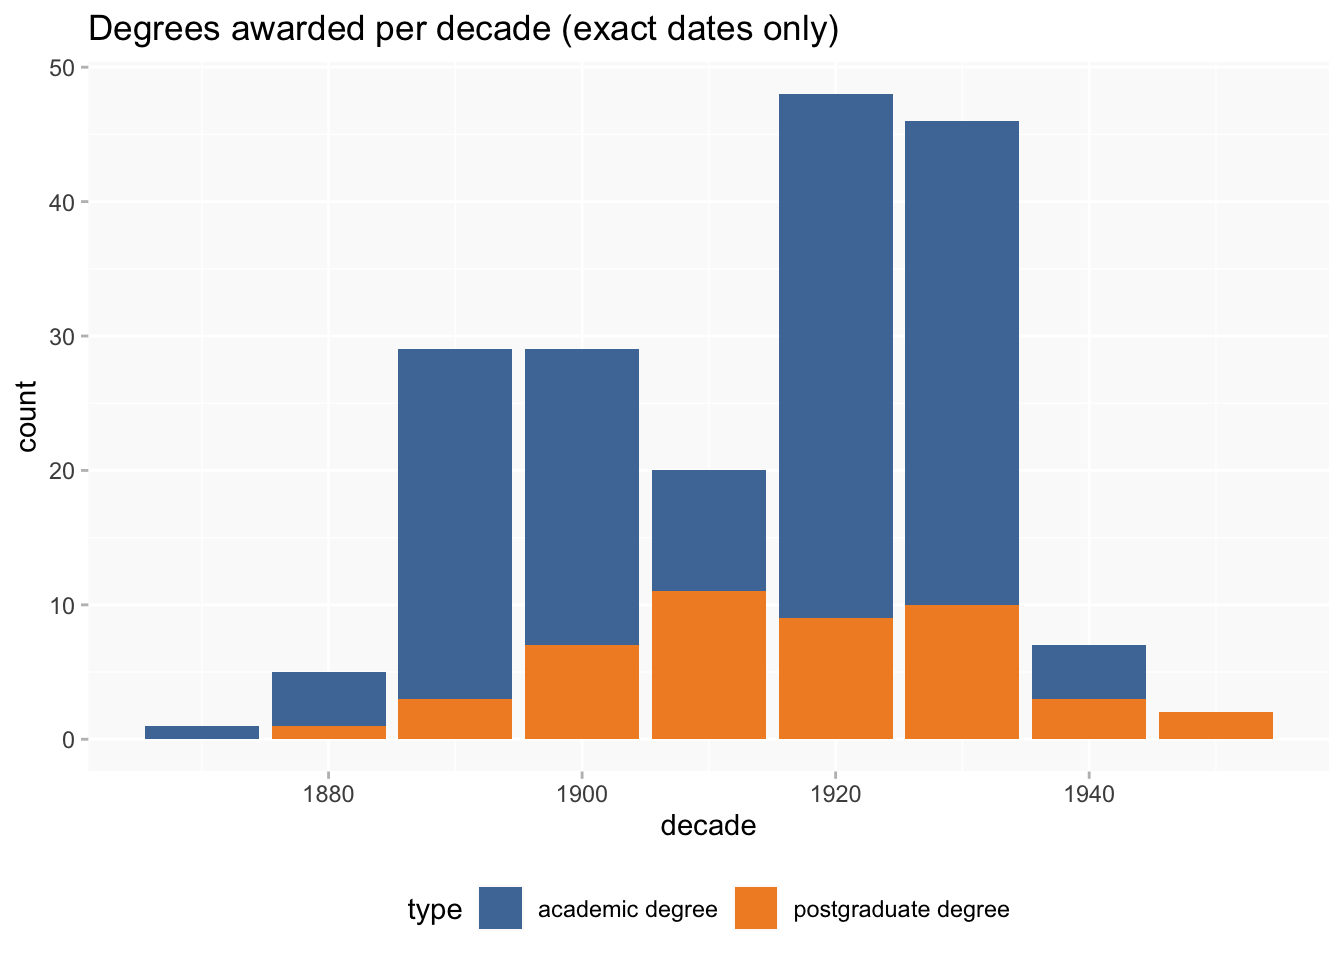 Degrees awarded per decade (exact dates only)
50
40
30
20
10
0
count
1880 1900 1920 1940
decade
type academic degree postgraduate degree